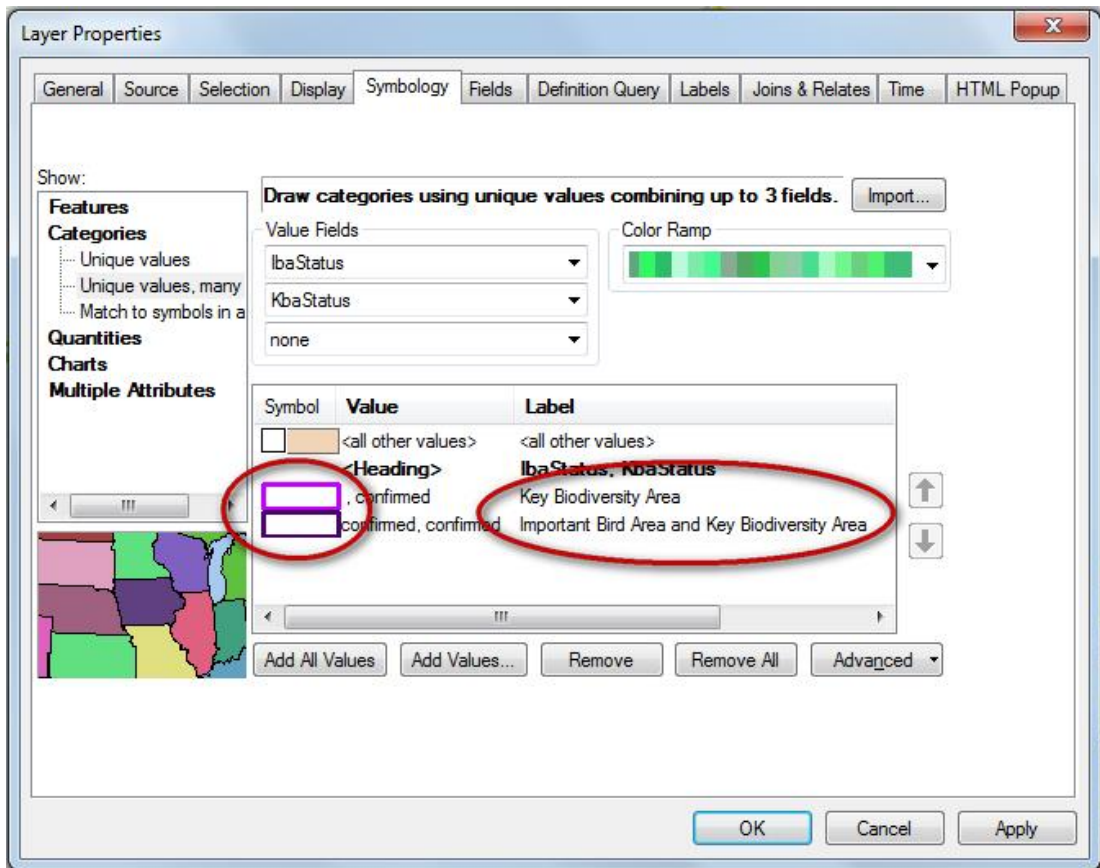 Layer Properties
General Source Selection Display Symbology Fields Definition Query Labels Joins & Relates Time HTML Popup
Show:
Features
Categories
Unique values
Unique values, many
Match to symbols in a
Quantities
Charts
Multiple Attributes
Draw categories using unique values combining up to 3 fields.
Import...
Value Fields
IbaStatus
KbaStatus
none
Color Ramp
Symbol Value Label
<all other values> <all other values>
<Heading> IbaStatus, KbaStatus
, confirmed Key Biodiversity Area
confirmed, confirmed Important Bird Area and Key Biodiversity Area
Add All Values Add Values... Remove Remove All Advanced
OK Cancel Apply